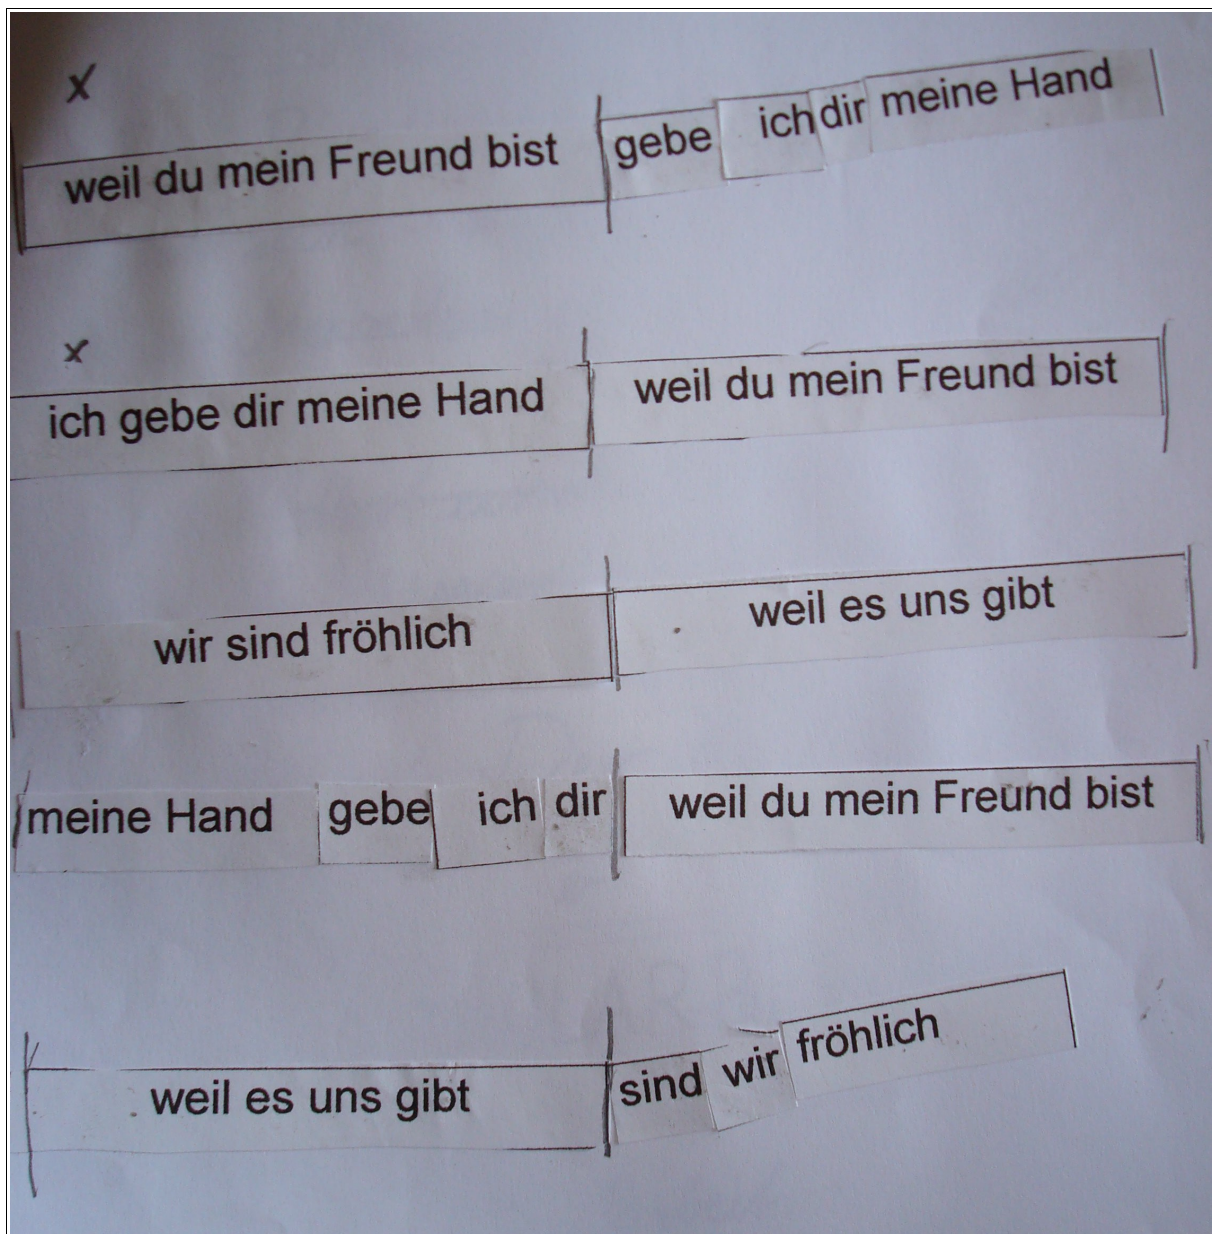 x
weil du mein Freund bist gebe ich dir meine Hand
x
ich gebe dir meine Hand weil du mein Freund bist
wir sind fröhlich weil es uns gibt
meine Hand gebe ich dir weil du mein Freund bist
weil es uns gibt sind wir fröhlich